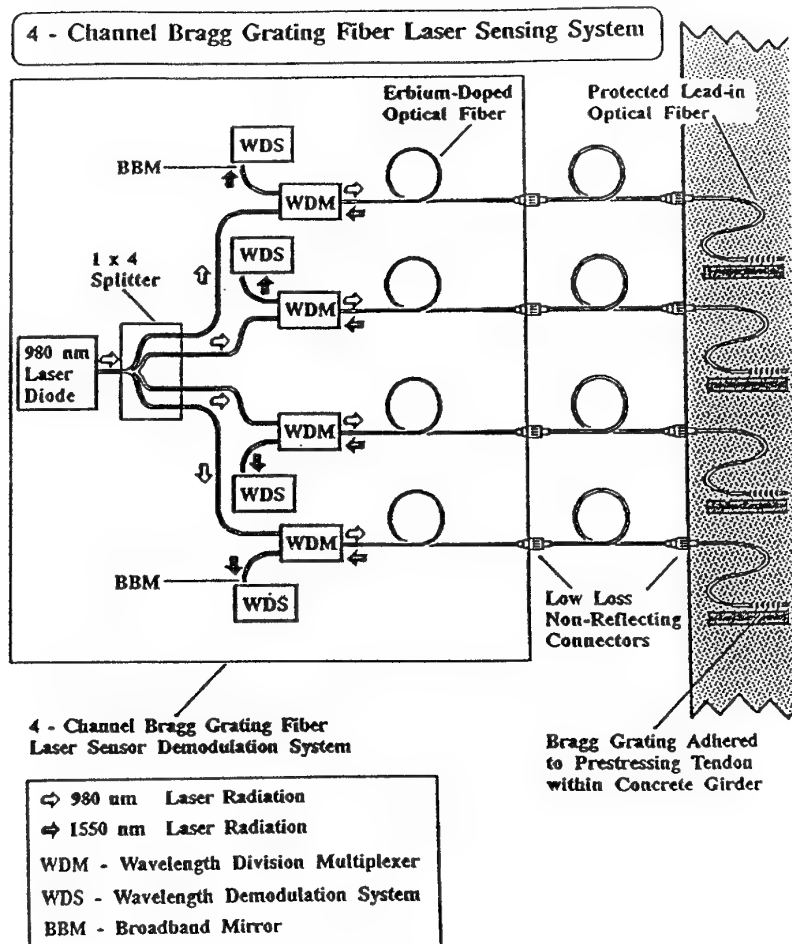 4 - Channel Bragg Grating Fiber Laser Sensing System
Erbium-Doped
Optical Fiber
Protected Lead-in
Optical Fiber
WDS
BBM
WDM
1 x 4
Splitter
WDS
WDM
980 nm
Laser
Diode
WDM
WDS
WDM
BBM
WDS
Low Loss
Non-Reflecting
Connectors
4 - Channel Bragg Grating Fiber
Laser Sensor Demodulation System
Bragg Grating Adhered
to Prestressing Tendon
within Concrete Girder
⇨ 980 nm Laser Radiation
⇨ 1550 nm Laser Radiation
WDM - Wavelength Division Multiplexer
WDS - Wavelength Demodulation System
BBM - Broadband Mirror